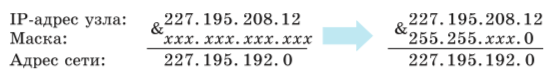 IP-адрес узла: 227.195.208.12 227.195.208.12
& &
Маска: xxx.xxx.xxx.xxx 255.255.xxx.0
Адрес сети: 227.195.192.0 227.195.192.0